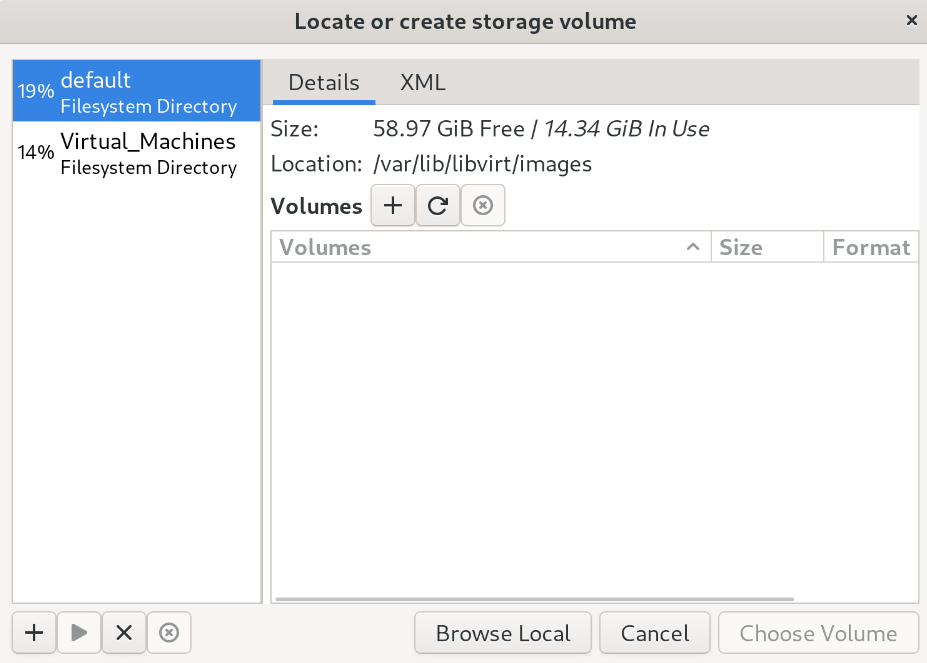 Locate or create storage volume
19% default
Filesystem Directory
14% Virtual_Machines
Filesystem Directory
Details XML
Size: 58.97 GiB Free / 14.34 GiB In Use
Location: /var/lib/libvirt/images
Volumes
Volumes Size Format
Browse Local Cancel Choose Volume